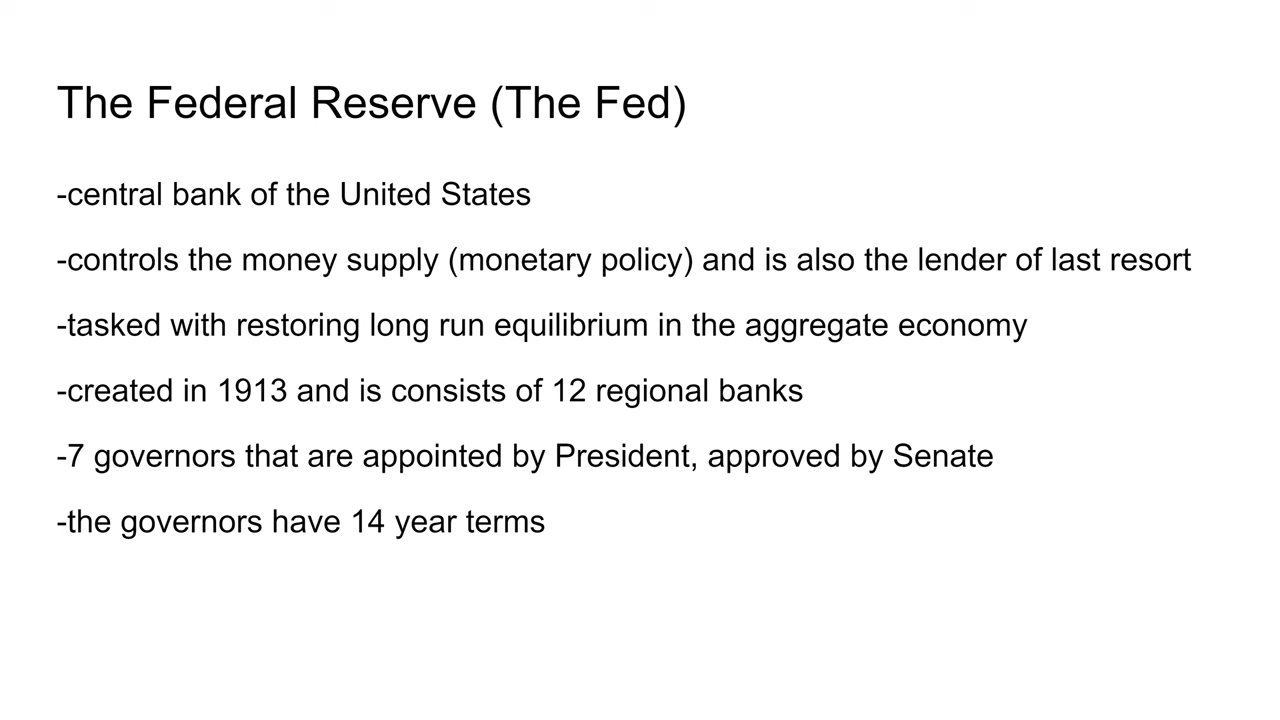 The Federal Reserve (The Fed)
-central bank of the United States
-controls the money supply (monetary policy) and is also the lender of last resort
-tasked with restoring long run equilibrium in the aggregate economy
-created in 1913 and is consists of 12 regional banks
-7 governors that are appointed by President, approved by Senate
-the governors have 14 year terms